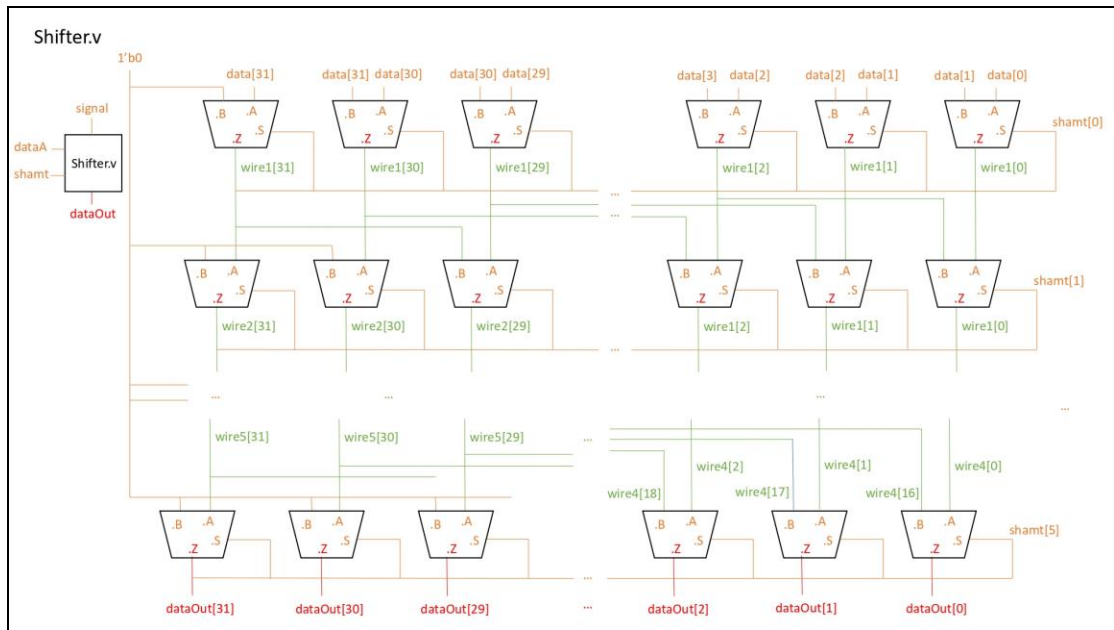 Shifter.v
1'b0
data[31] data[31] data[30] data[30] data[29] data[3] data[2] data[2] data[1] data[1] data[0]
signal
.B .A .B .A .B .A .B .A .B .A .B .A
.S .S .S .S .S .S
shamt[0]
.Z .Z .Z .Z .Z .Z
dataA
Shifter.v
shamt
wire1[31] wire1[30] wire1[29] wire1[2] wire1[1] wire1[0]
...
dataOut
...
...
.B .A .B .A .B .A .B .A .B .A .B .A
shamt[1]
.S .S .S .S .S .S
.Z .Z .Z .Z .Z .Z
wire2[31] wire2[30] wire2[29] wire1[2] wire1[1] wire1[0]
...
... ... ... ... ...
wire5[31] wire5[30] wire5[29] ...
wire4[2] wire4[1] wire4[0]
wire4[18] wire4[17] wire4[16]
.B .A .B .A .B .A .B .A .B .A .B .A
shamt[5]
.S .S .S .S .S .S
.Z .Z .Z .Z .Z .Z
...
dataOut[31] dataOut[30] dataOut[29] ... dataOut[2] dataOut[1] dataOut[0]